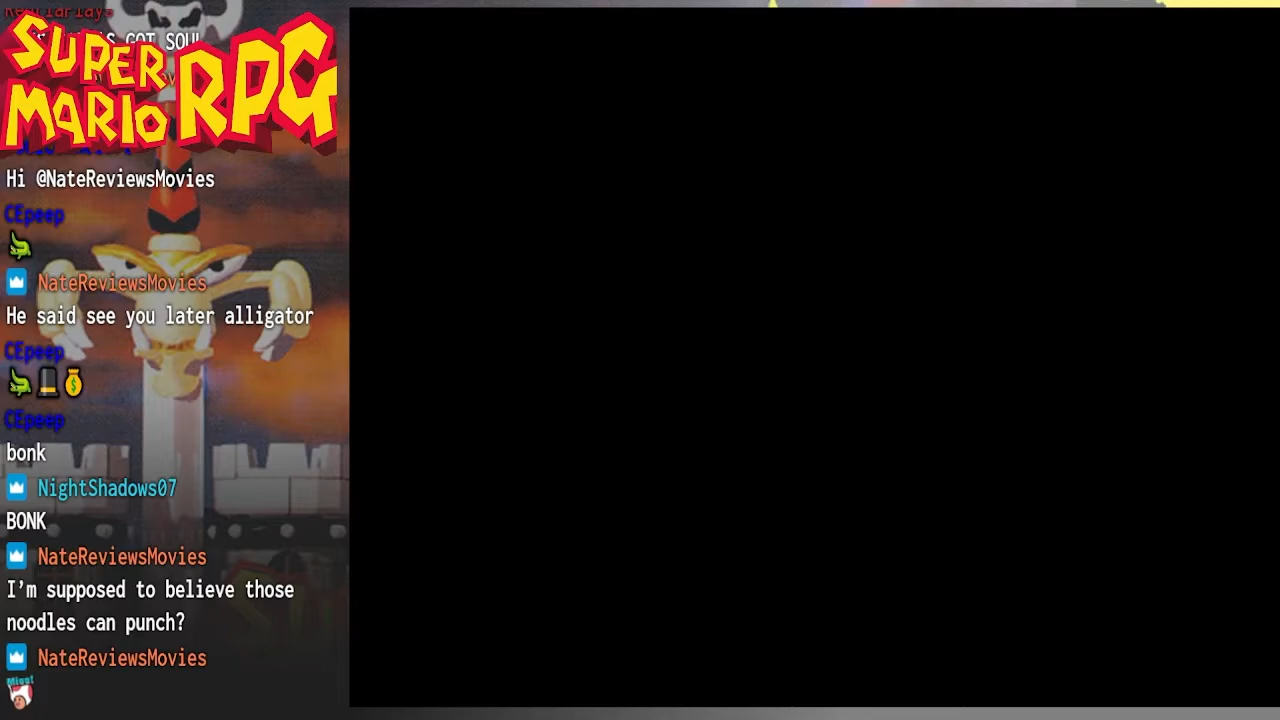 SUPER
MARIO RPG
Hi @NateReviewsMovies
CEpeep
NateReviewsMovies
He said see you later alligator
CEpeep
CEpeep
bonk
NightShadows07
BONK
NateReviewsMovies
I'm supposed to believe those
noodles can punch?
NateReviewsMovies